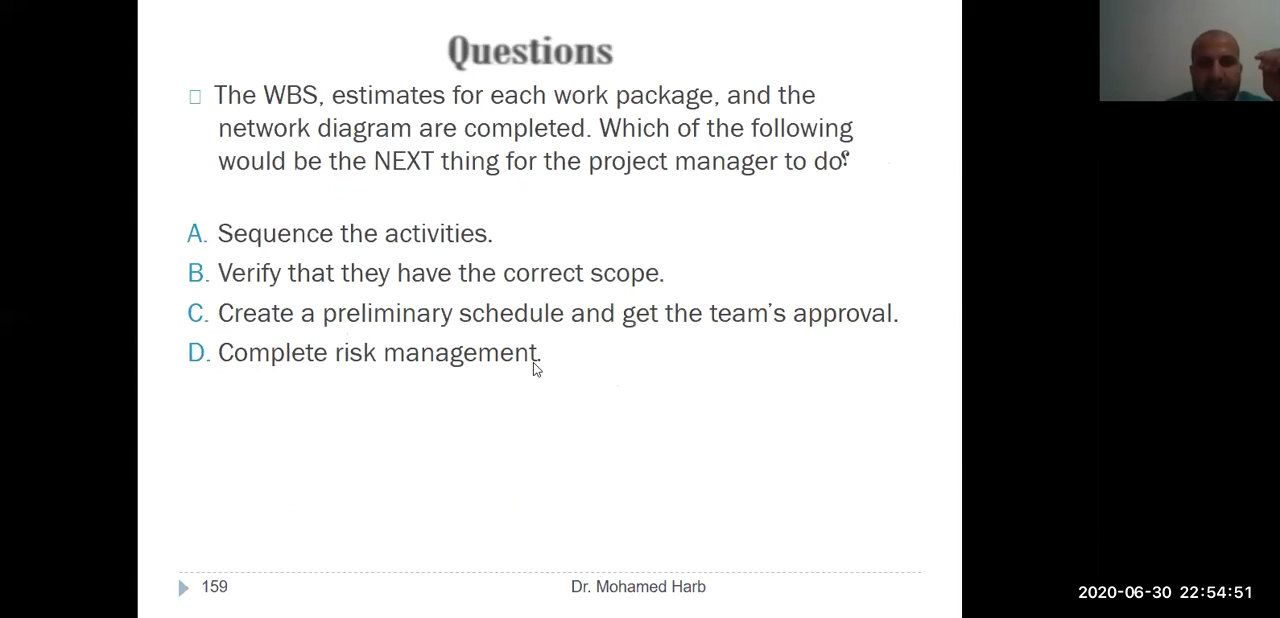 Questions
The WBS, estimates for each work package, and the
network diagram are completed. Which of the following
would be the NEXT thing for the project manager to do؟
A. Sequence the activities.
B. Verify that they have the correct scope.
C. Create a preliminary schedule and get the team's approval.
D. Complete risk management.
159 Dr. Mohamed Harb
2020-06-30 22:54:51